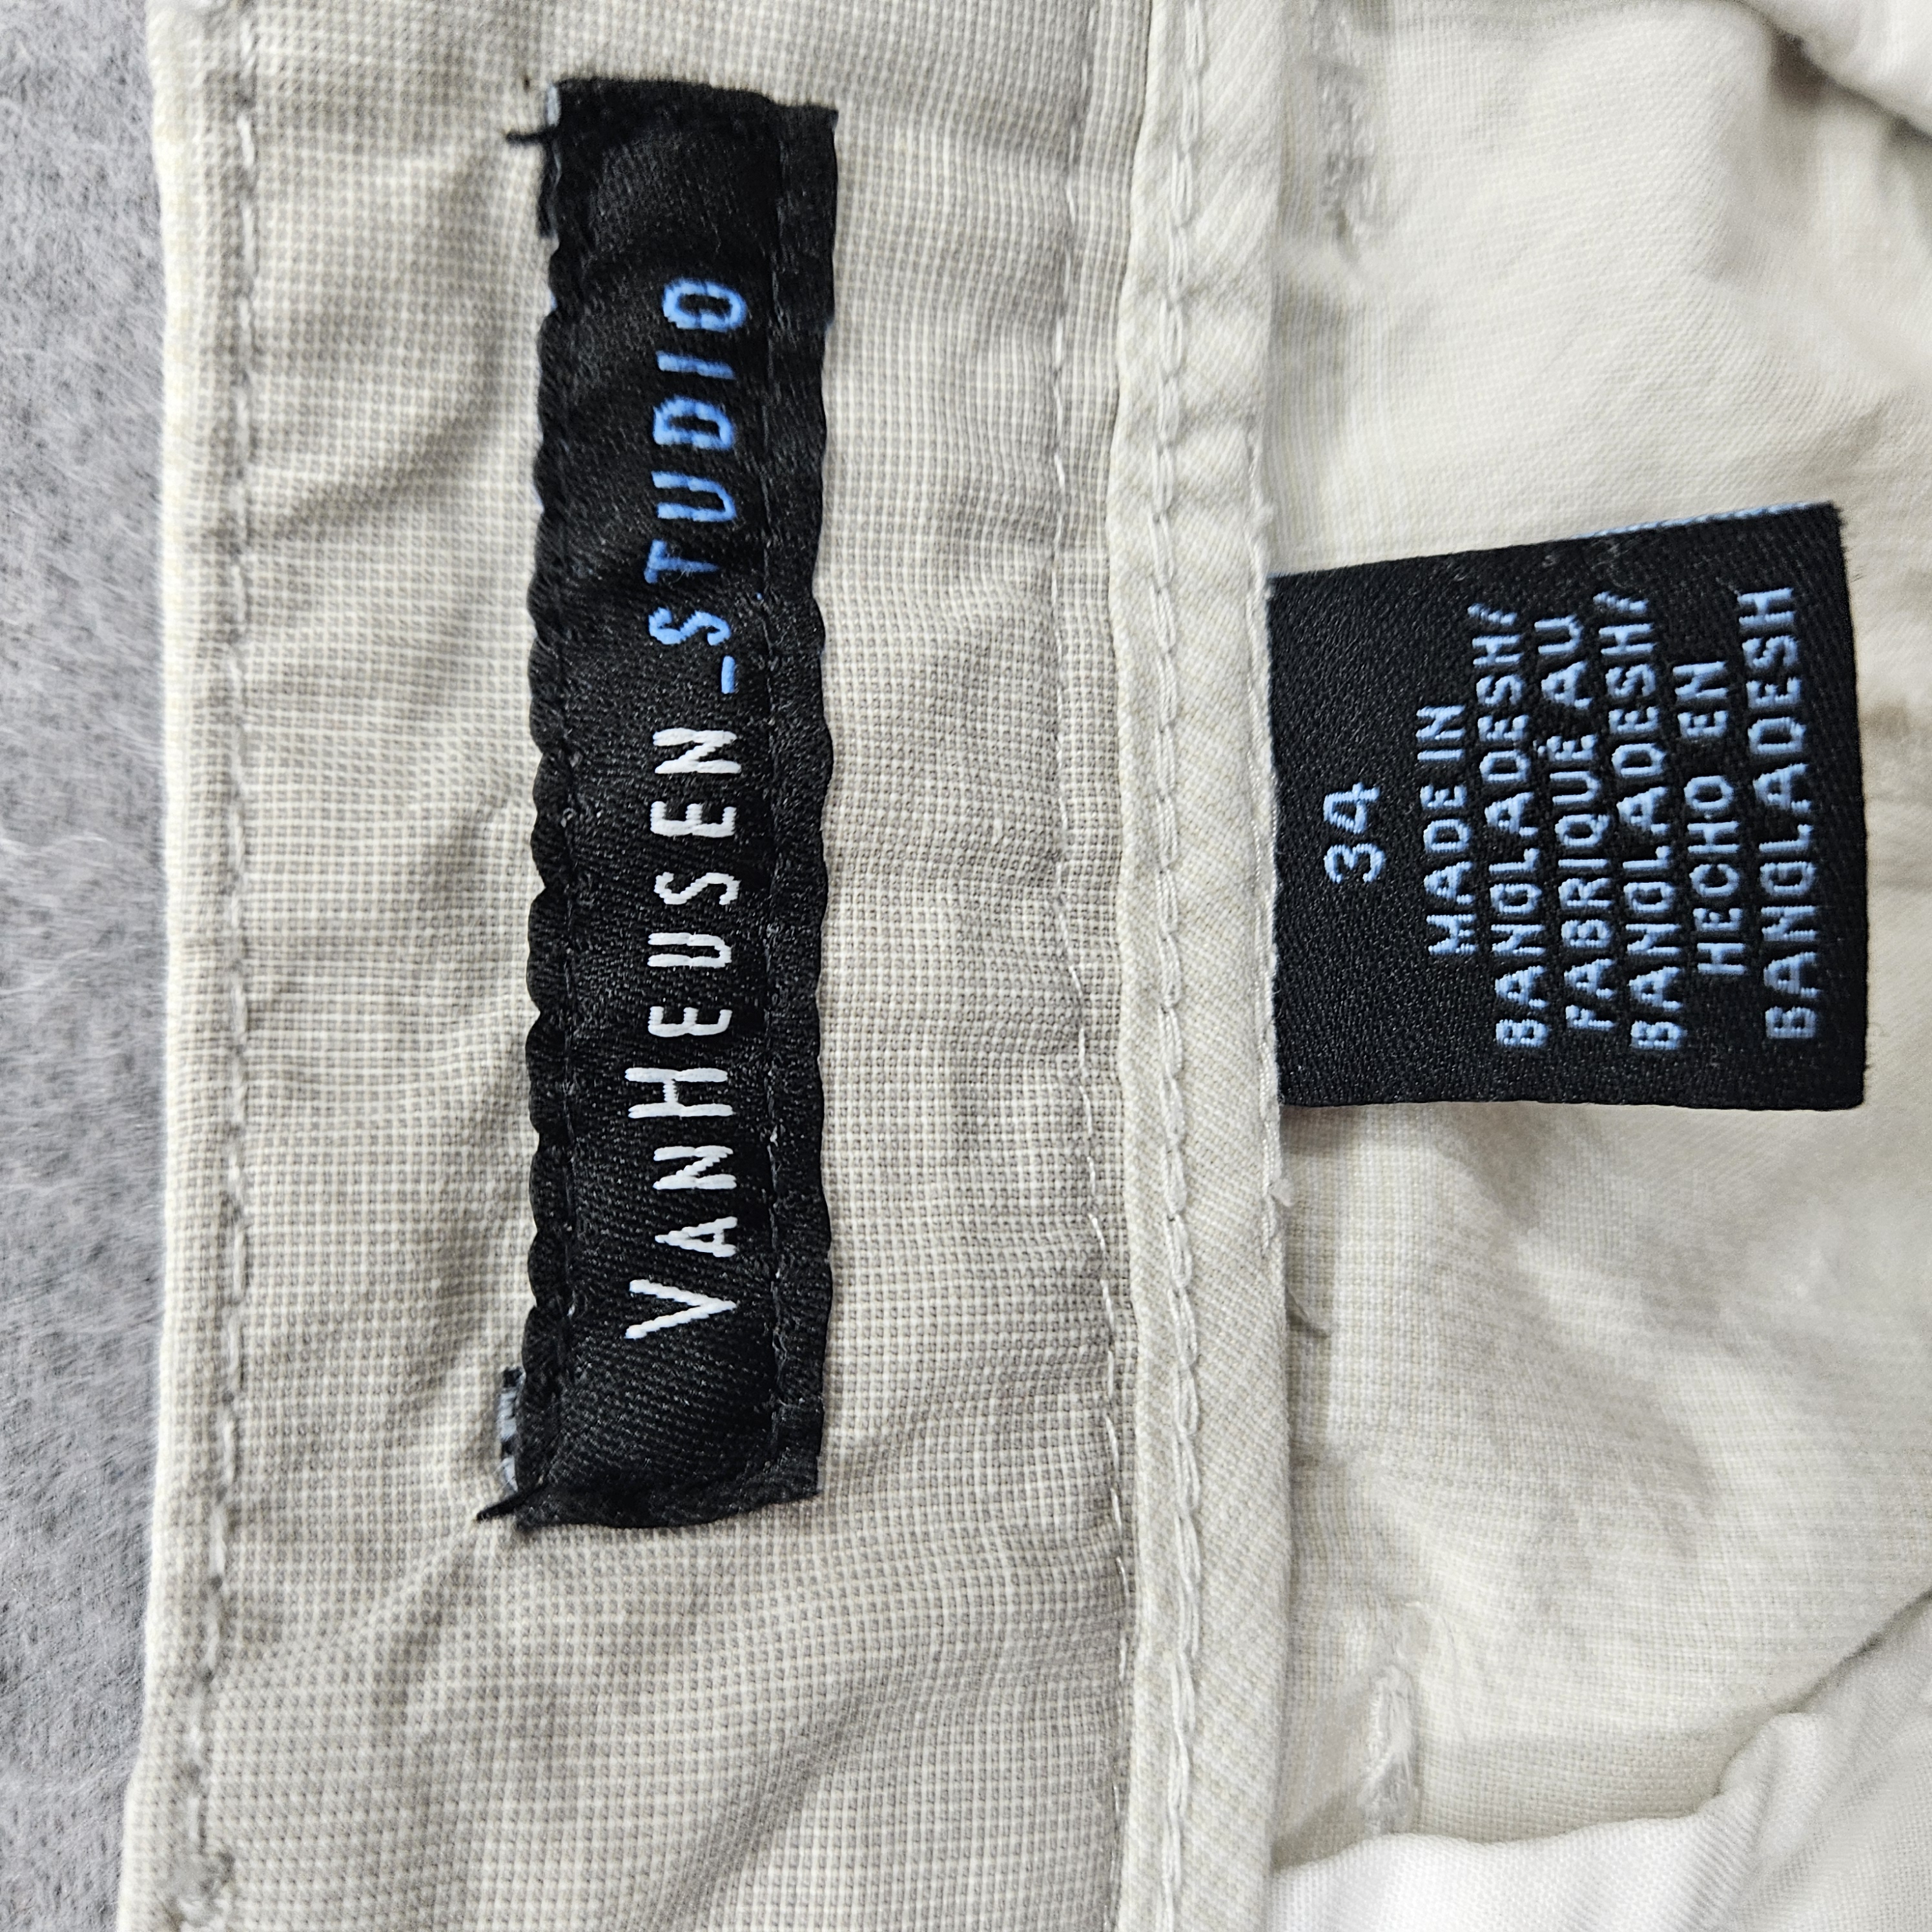 VANHEUSEN_STUDIO
34
MADE IN
BANGLADESH/
FABRIQUÉ AU
BANGLADESH/
HECHO EN
BANGLADESH